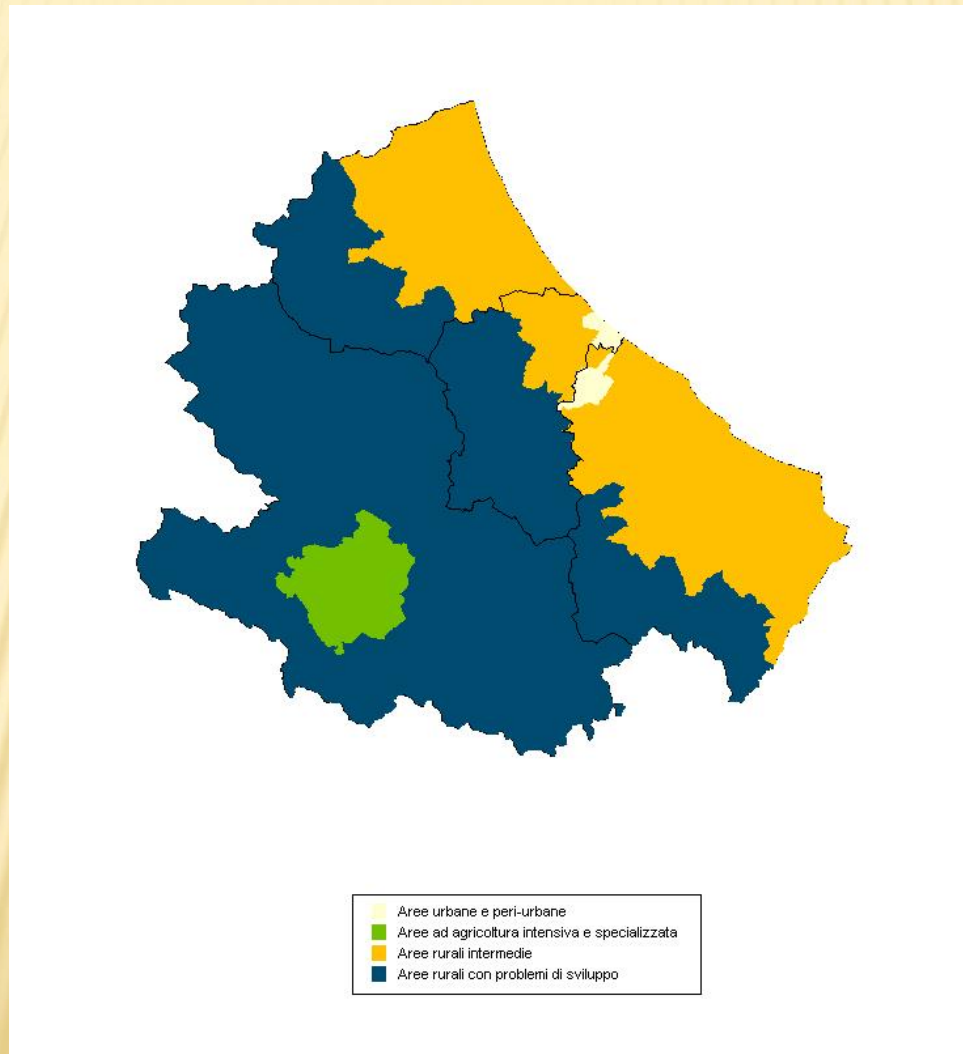 Aree urbane e peri-urbane
Aree ad agricoltura intensiva e specializzata
Aree rurali intermedie
Aree rurali con problemi di sviluppo